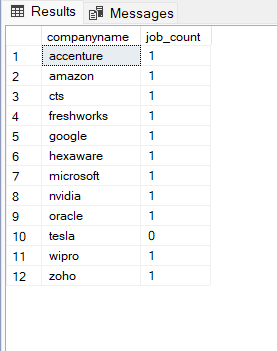 Results Messages
companyname job_count
1 accenture 1
2 amazon 1
3 cts 1
4 freshworks 1
5 google 1
6 hexaware 1
7 microsoft 1
8 nvidia 1
9 oracle 1
10 tesla 0
11 wipro 1
12 zoho 1